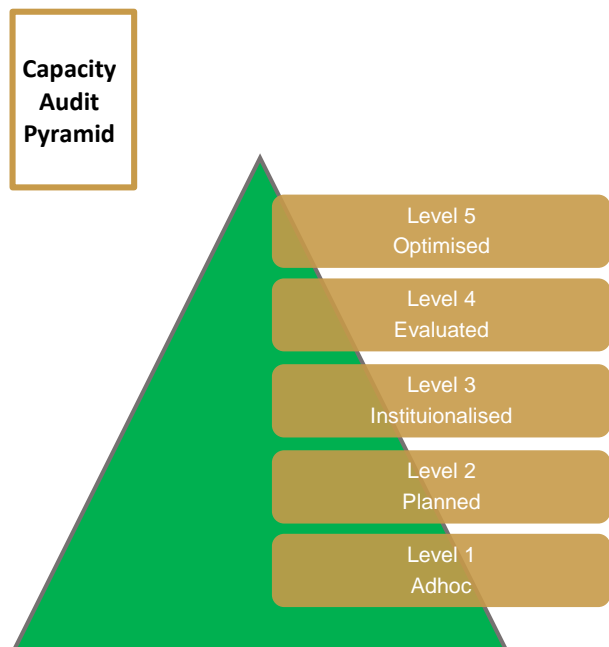 Capacity
Audit
Pyramid
Level 5
Optimised
Level 4
Evaluated
Level 3
Instituionalised
Level 2
Planned
Level 1
Adhoc